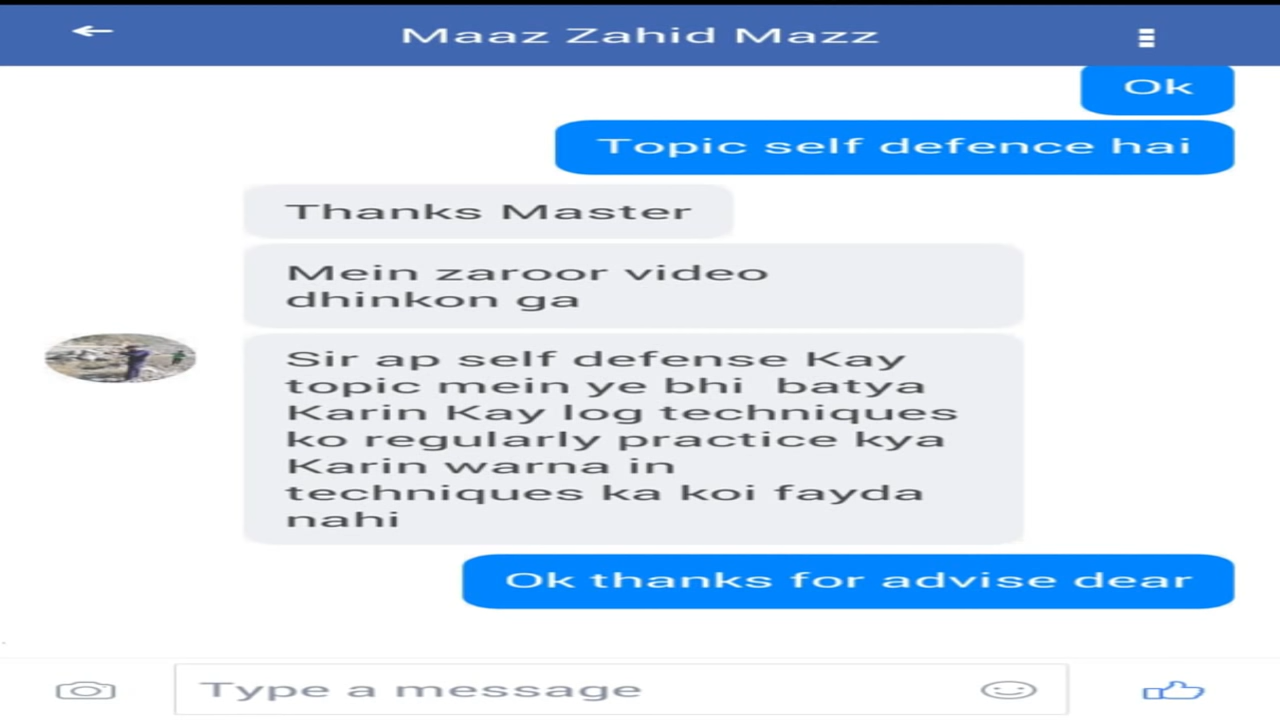 Maaz Zahid Mazz
Ok
Topic self defence hai
Thanks Master
Mein zaroor video
dhinkon ga
Sir ap self defense Kay
topic mein ye bhi batya
Karin Kay log techniques
ko regularly practice kya
Karin warna in
techniques ka koi fayda
nahi
Ok thanks for advise dear
Type a message